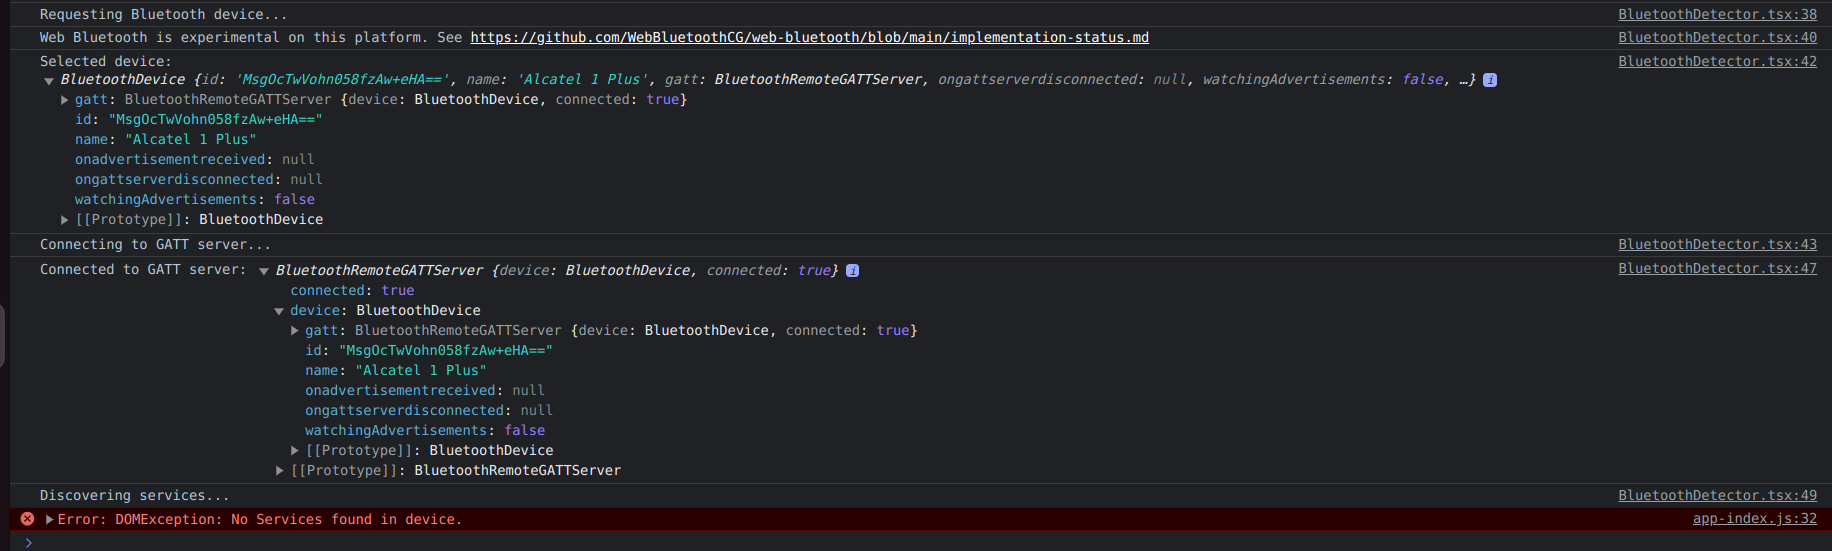 Requesting Bluetooth device... BluetoothDetector.tsx:38
Web Bluetooth is experimental on this platform. See https://github.com/WebBluetoothCG/web-bluetooth/blob/main/implementation-status.md BluetoothDetector.tsx:40
Selected device: BluetoothDetector.tsx:42
BluetoothDevice {id: 'MsgOcTwVohn058fzAw+eHA==', name: 'Alcatel 1 Plus', gatt: BluetoothRemoteGATTServer, ongattserverdisconnected: null, watchingAdvertisements: false, …} i
gatt: BluetoothRemoteGATTServer {device: BluetoothDevice, connected: true}
id: "MsgOcTwVohn058fzAw+eHA=="
name: "Alcatel 1 Plus"
onadvertisementreceived: null
ongattserverdisconnected: null
watchingAdvertisements: false
[[Prototype]]: BluetoothDevice
Connecting to GATT server... BluetoothDetector.tsx:43
Connected to GATT server: BluetoothRemoteGATTServer {device: BluetoothDevice, connected: true} i BluetoothDetector.tsx:47
connected: true
device: BluetoothDevice
gatt: BluetoothRemoteGATTServer {device: BluetoothDevice, connected: true}
id: "MsgOcTwVohn058fzAw+eHA=="
name: "Alcatel 1 Plus"
onadvertisementreceived: null
ongattserverdisconnected: null
watchingAdvertisements: false
[[Prototype]]: BluetoothDevice
[[Prototype]]: BluetoothRemoteGATTServer
Discovering services... BluetoothDetector.tsx:49
Error: DOMException: No Services found in device. app-index.js:32